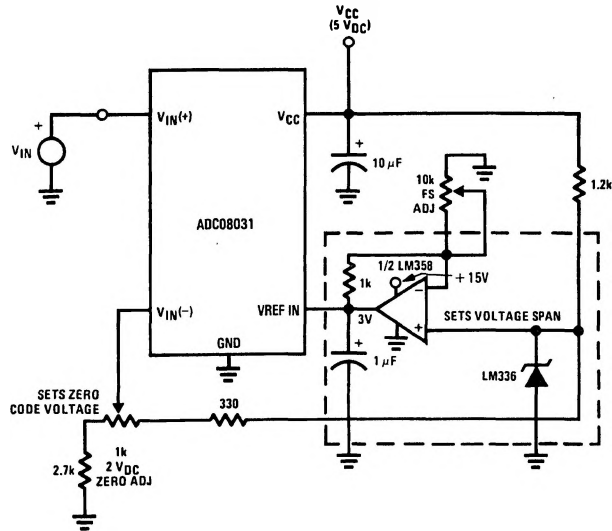 VCC
(5 VDC)
VIN(+)
VCC
+
VIN
+
10 µF
10k
FS
ADJ
1.2k
ADC08031
1/2 LM358
+ 15V
1k
−
VIN(−)
VREF IN
3V
+
SETS VOLTAGE SPAN
GND
+
1 µF
LM336
SETS ZERO
CODE VOLTAGE
330
1k
2 VDC
ZERO ADJ
2.7k